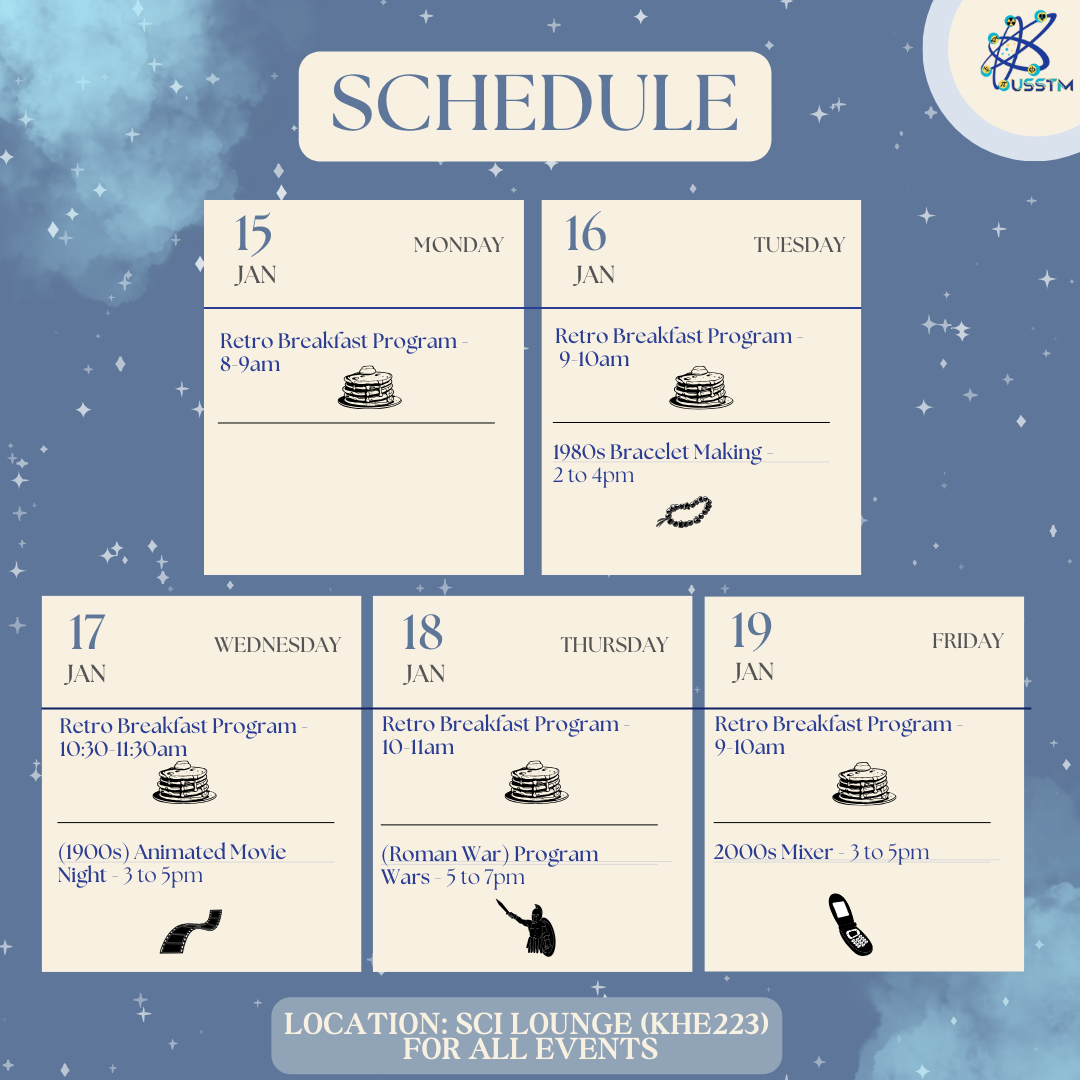 KUSSTM
SCHEDULE
15
JAN
MONDAY
Retro Breakfast Program -
8-9am
16
JAN
TUESDAY
Retro Breakfast Program -
9-10am
1980s Bracelet Making -
2 to 4pm
17
JAN
WEDNESDAY
Retro Breakfast Program -
10:30-11:30am
(1900s) Animated Movie
Night - 3 to 5pm
18
JAN
THURSDAY
Retro Breakfast Program -
10-11am
(Roman War) Program
Wars - 5 to 7pm
19
JAN
FRIDAY
Retro Breakfast Program -
9-10am
2000s Mixer - 3 to 5pm
LOCATION: SCI LOUNGE (KHE223)
FOR ALL EVENTS